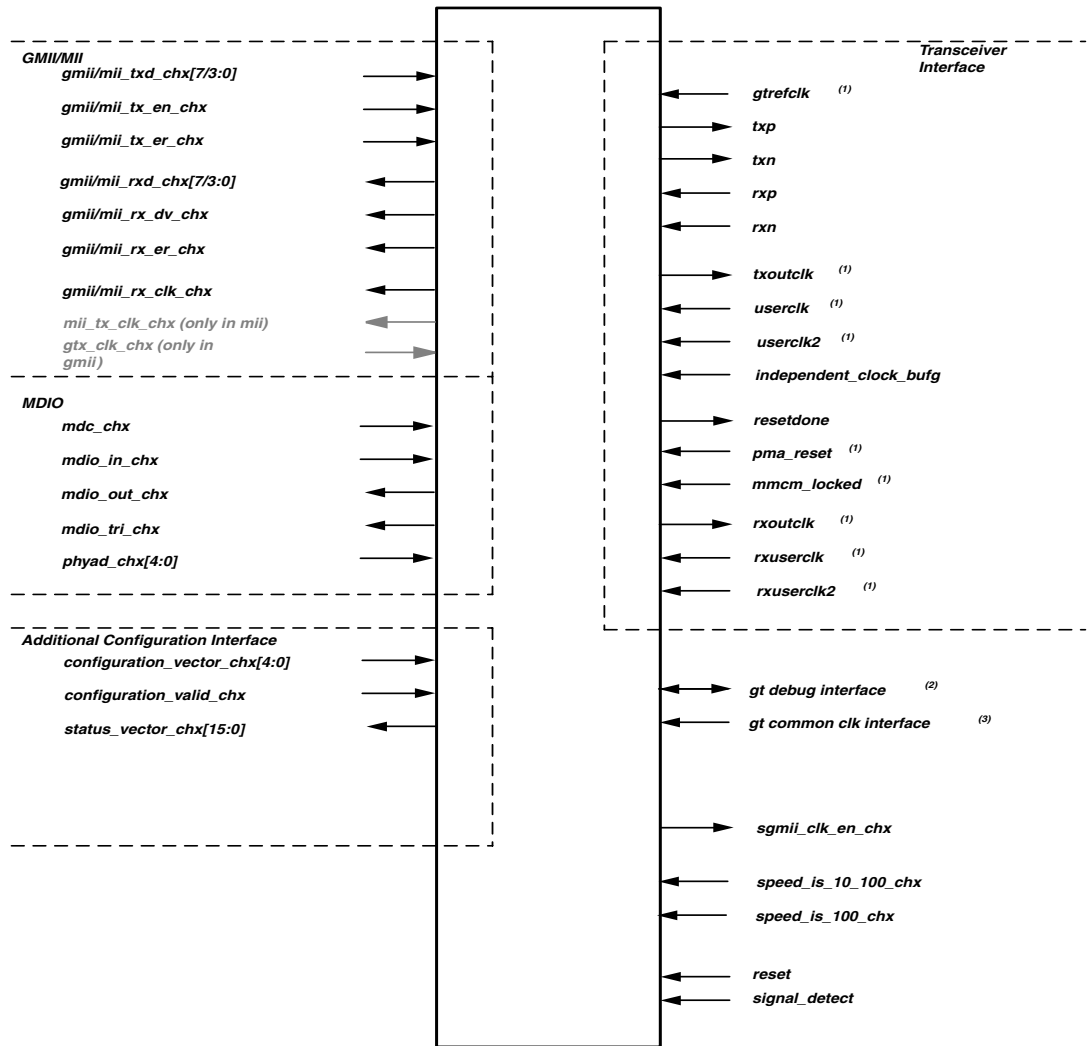 GMII/MII
gmii/mii_txd_chx[7/3:0]
gmii/mii_tx_en_chx
gmii/mii_tx_er_chx
gmii/mii_rxd_chx[7/3:0]
gmii/mii_rx_dv_chx
gmii/mii_rx_er_chx
gmii/mii_rx_clk_chx
mii_tx_clk_chx (only in mii)
gtx_clk_chx (only in
gmii)
MDIO
mdc_chx
mdio_in_chx
mdio_out_chx
mdio_tri_chx
phyad_chx[4:0]
Additional Configuration Interface
configuration_vector_chx[4:0]
configuration_valid_chx
status_vector_chx[15:0]
Transceiver
Interface
gtrefclk (1)
txp
txn
rxp
rxn
txoutclk (1)
userclk (1)
userclk2 (1)
independent_clock_bufg
resetdone
pma_reset (1)
mmcm_locked (1)
rxoutclk (1)
rxuserclk (1)
rxuserclk2 (1)
gt debug interface (2)
gt common clk interface (3)
sgmii_clk_en_chx
speed_is_10_100_chx
speed_is_100_chx
reset
signal_detect